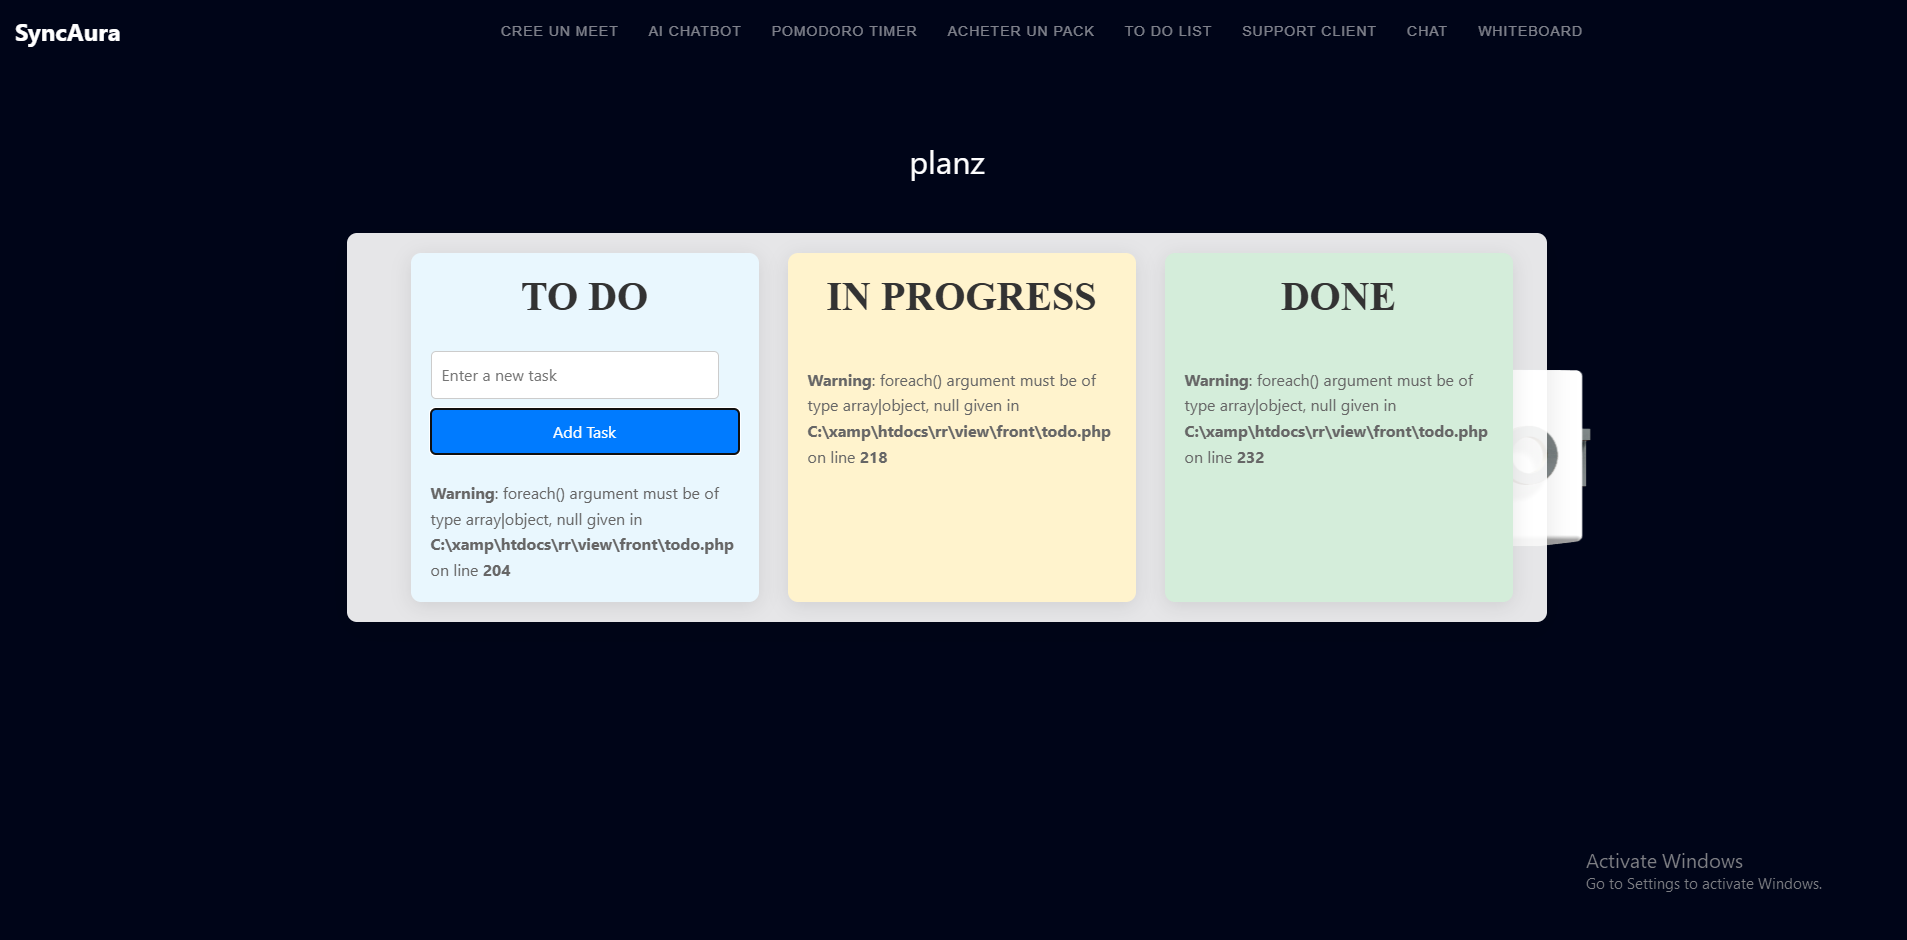 SyncAura
CREE UN MEET AI CHATBOT POMODORO TIMER ACHETER UN PACK TO DO LIST SUPPORT CLIENT CHAT WHITEBOARD
planz
TO DO
Enter a new task
Add Task
Warning: foreach() argument must be of
type array|object, null given in
C:\xamp\htdocs\rr\view\front\todo.php
on line 204
IN PROGRESS
Warning: foreach() argument must be of
type array|object, null given in
C:\xamp\htdocs\rr\view\front\todo.php
on line 218
DONE
Warning: foreach() argument must be of
type array|object, null given in
C:\xamp\htdocs\rr\view\front\todo.php
on line 232
Activate Windows
Go to Settings to activate Windows.